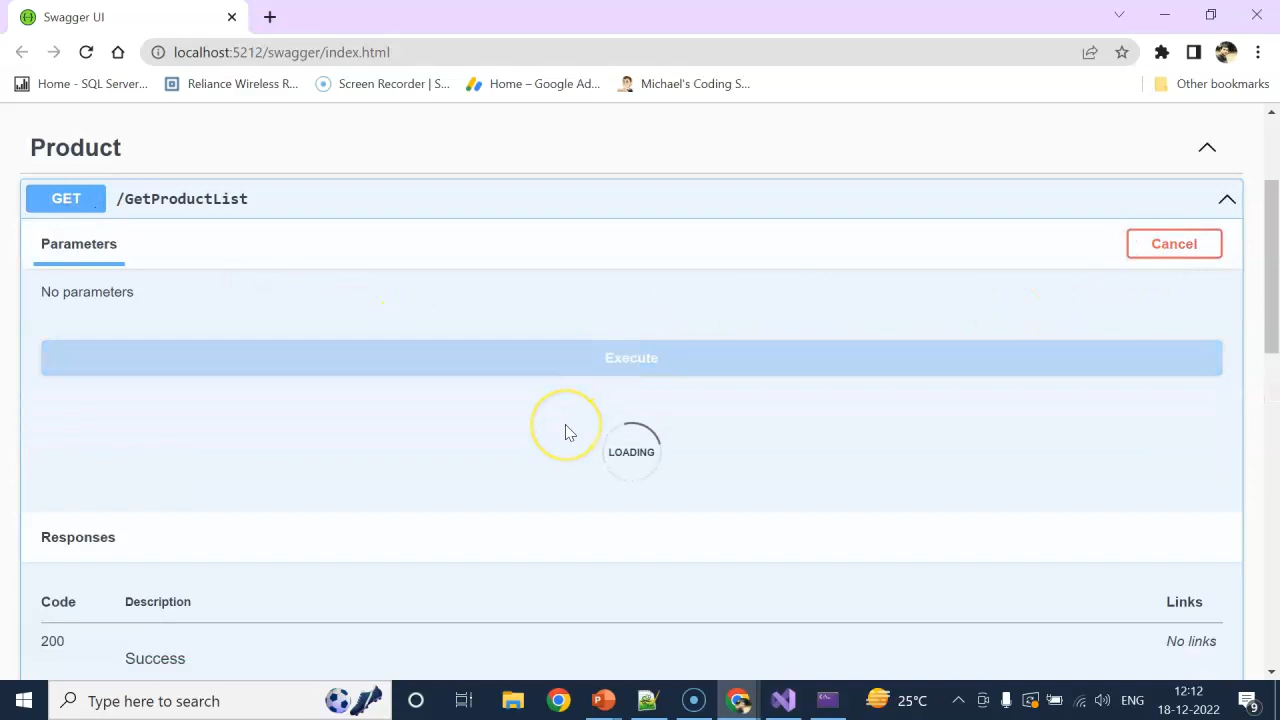 Swagger UI
localhost:5212/swagger/index.html
Home - SQL Server... Reliance Wireless R... Screen Recorder | S... Home – Google Ad... Michael's Coding S... Other bookmarks
Product
GET /GetProductList
Parameters Cancel
No parameters
Execute
LOADING
Responses
Code Description Links
200 No links
Success
Type here to search 25°C ENG 12:12
18-12-2022 9